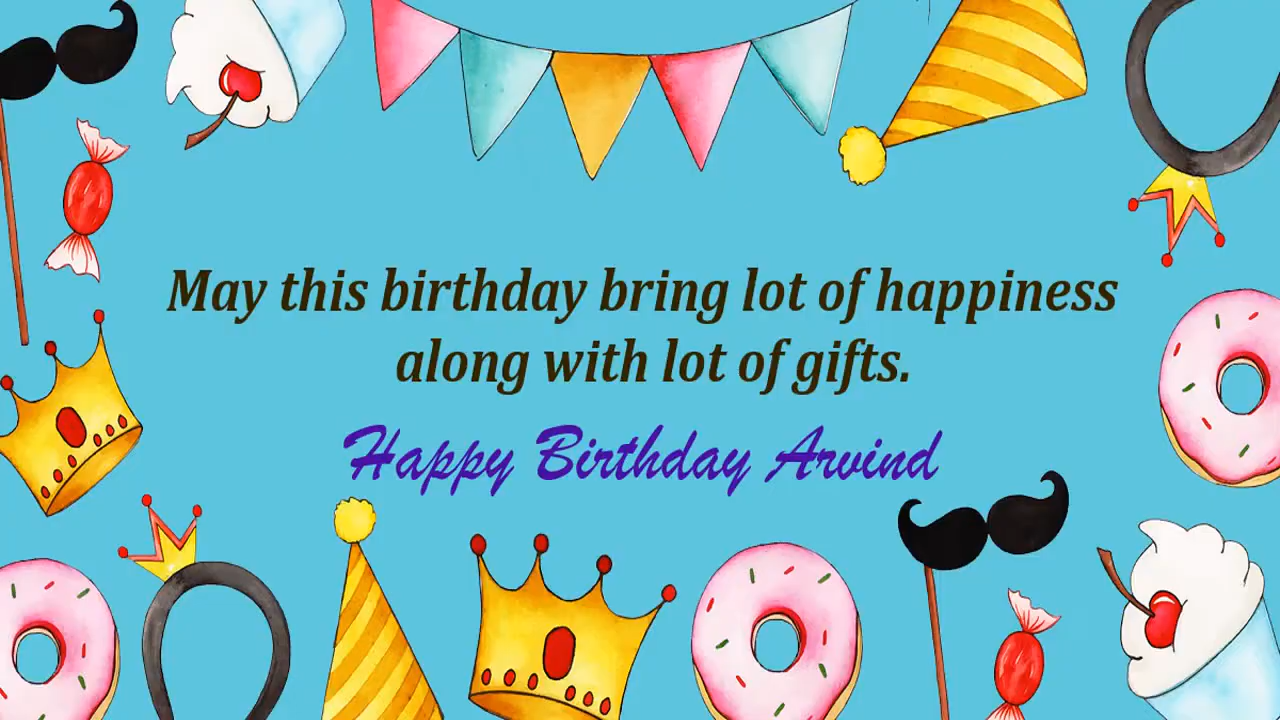 May this birthday bring lot of happiness
along with lot of gifts.
Happy Birthday Arvind